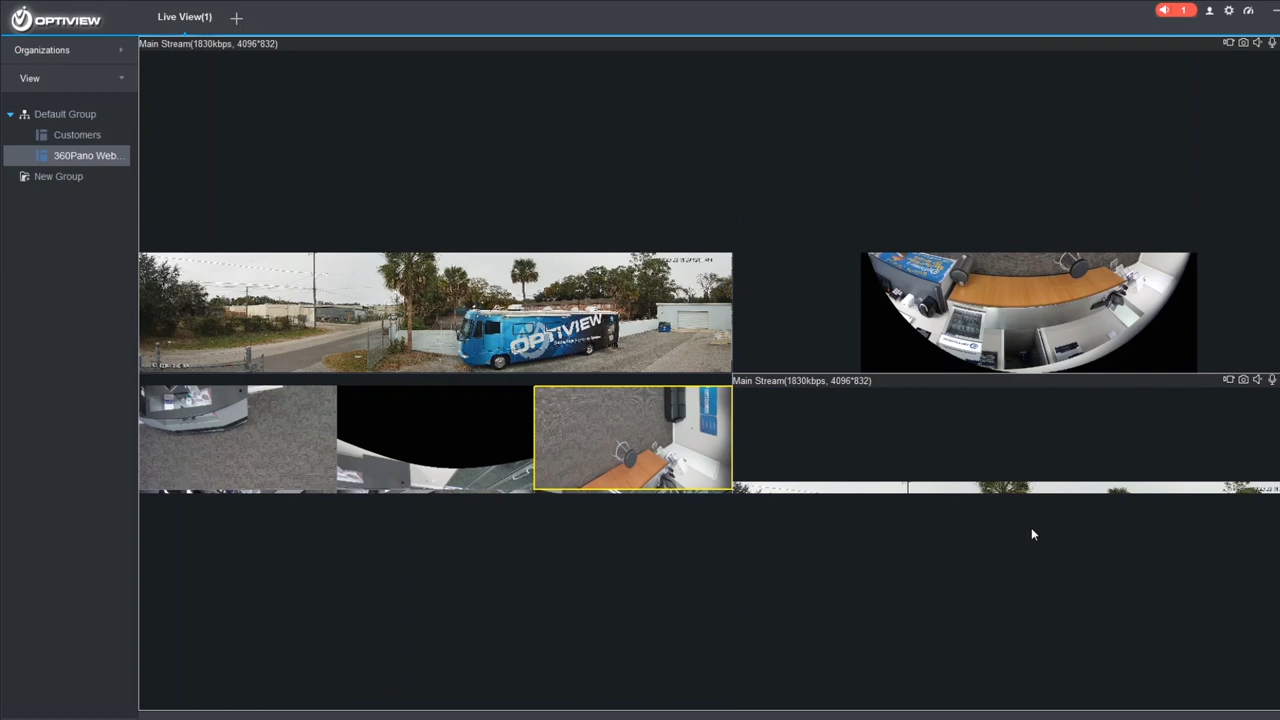 OPTIVIEW
Live View(1)
1
Organizations
View
Default Group
Customers
360Pano Web...
New Group
Main Stream(1830kbps, 4096*832)
OPTIVIEW
Main Stream(1830kbps, 4096*832)